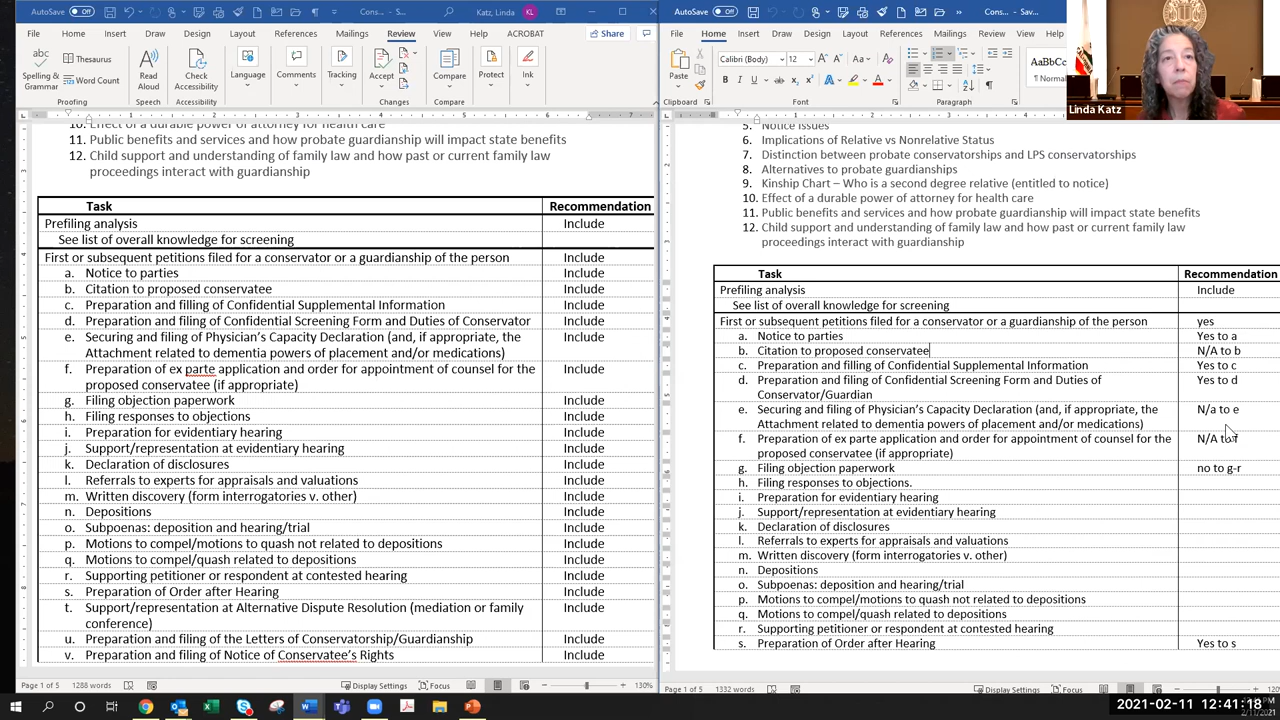 AutoSave Off Cons... - S... Katz, Linda KL
File Home Insert Draw Design Layout References Mailings Review View Help ACROBAT Share
abc
Spelling & Grammar
Thesaurus
Word Count
Proofing
Read Aloud
Speech
Check Accessibility
Accessibility
Language
Comments
Tracking
Accept
Changes
Compare
Compare
Protect
Ink
10. Effect of a durable power of attorney for health care
11. Public benefits and services and how probate guardianship will impact state benefits
12. Child support and understanding of family law and how past or current family law
proceedings interact with guardianship
Task Recommendation
Prefiling analysis Include
See list of overall knowledge for screening
First or subsequent petitions filed for a conservator or a guardianship of the person Include
a. Notice to parties Include
b. Citation to proposed conservatee Include
c. Preparation and filling of Confidential Supplemental Information Include
d. Preparation and filing of Confidential Screening Form and Duties of Conservator Include
e. Securing and filing of Physician's Capacity Declaration (and, if appropriate, the Include
Attachment related to dementia powers of placement and/or medications)
f. Preparation of ex parte application and order for appointment of counsel for the Include
proposed conservatee (if appropriate)
g. Filing objection paperwork Include
h. Filing responses to objections Include
i. Preparation for evidentiary hearing Include
j. Support/representation at evidentiary hearing Include
k. Declaration of disclosures Include
l. Referrals to experts for appraisals and valuations Include
m. Written discovery (form interrogatories v. other) Include
n. Depositions Include
o. Subpoenas: deposition and hearing/trial Include
p. Motions to compel/motions to quash not related to depositions Include
q. Motions to compel/quash related to depositions Include
r. Supporting petitioner or respondent at contested hearing Include
s. Preparation of Order after Hearing Include
t. Support/representation at Alternative Dispute Resolution (mediation or family Include
conference)
u. Preparation and filing of the Letters of Conservatorship/Guardianship Include
v. Preparation and filing of Notice of Conservatee's Rights Include
Page 1 of 5 1288 words Display Settings Focus 130%
AutoSave Off Cons... - Sav...
File Home Insert Draw Design Layout References Mailings Review View
Paste
Clipboard
Calibri (Body) 12
B I U
Font
Paragraph
AaBbCc
Normal
Linda Katz
5. Notice Issues
6. Implications of Relative vs Nonrelative Status
7. Distinction between probate conservatorships and LPS conservatorships
8. Alternatives to probate guardianships
9. Kinship Chart – Who is a second degree relative (entitled to notice)
10. Effect of a durable power of attorney for health care
11. Public benefits and services and how probate guardianship will impact state benefits
12. Child support and understanding of family law and how past or current family law
proceedings interact with guardianship
Task Recommendation
Prefiling analysis Include
See list of overall knowledge for screening
First or subsequent petitions filed for a conservator or a guardianship of the person yes
a. Notice to parties Yes to a
b. Citation to proposed conservatee N/A to b
c. Preparation and filing of Confidential Supplemental Information Yes to c
d. Preparation and filing of Confidential Screening Form and Duties of Yes to d
Conservator/Guardian
e. Securing and filing of Physician's Capacity Declaration (and, if appropriate, the N/a to e
Attachment related to dementia powers of placement and/or medications)
f. Preparation of ex parte application and order for appointment of counsel for the N/A to f
proposed conservatee (if appropriate)
g. Filing objection paperwork no to g-r
h. Filing responses to objections.
i. Preparation for evidentiary hearing
j. Support/representation at evidentiary hearing
k. Declaration of disclosures
l. Referrals to experts for appraisals and valuations
m. Written discovery (form interrogatories v. other)
n. Depositions
o. Subpoenas: deposition and hearing/trial
p. Motions to compel/motions to quash not related to depositions
q. Motions to compel/quash related to depositions
r. Supporting petitioner or respondent at contested hearing
s. Preparation of Order after Hearing Yes to s
Page 1 of 5 1332 words Display Settings Focus
2021-02-11 12:41:18